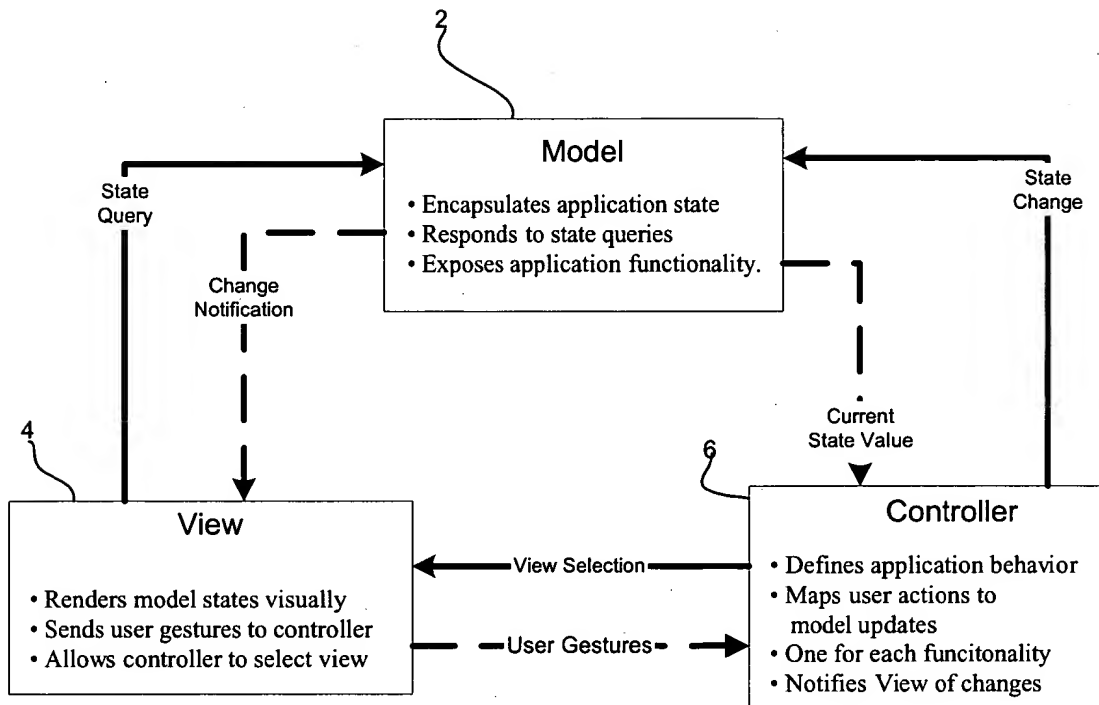 2
Model
• Encapsulates application state
• Responds to state queries
• Exposes application functionality.
State
Query
State
Change
Change
Notification
Current
State Value
4
View
• Renders model states visually
• Sends user gestures to controller
• Allows controller to select view
View Selection
User Gestures
6
Controller
• Defines application behavior
• Maps user actions to
model updates
• One for each funcitonality
• Notifies View of changes